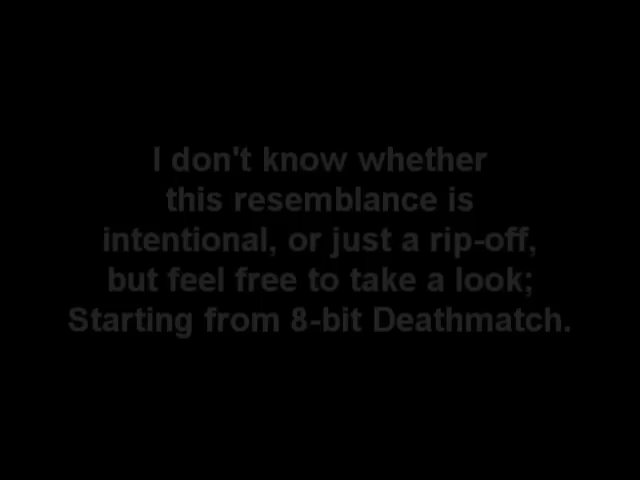 I don't know whether
this resemblance is
intentional, or just a rip-off,
but feel free to take a look;
Starting from 8-bit Deathmatch.